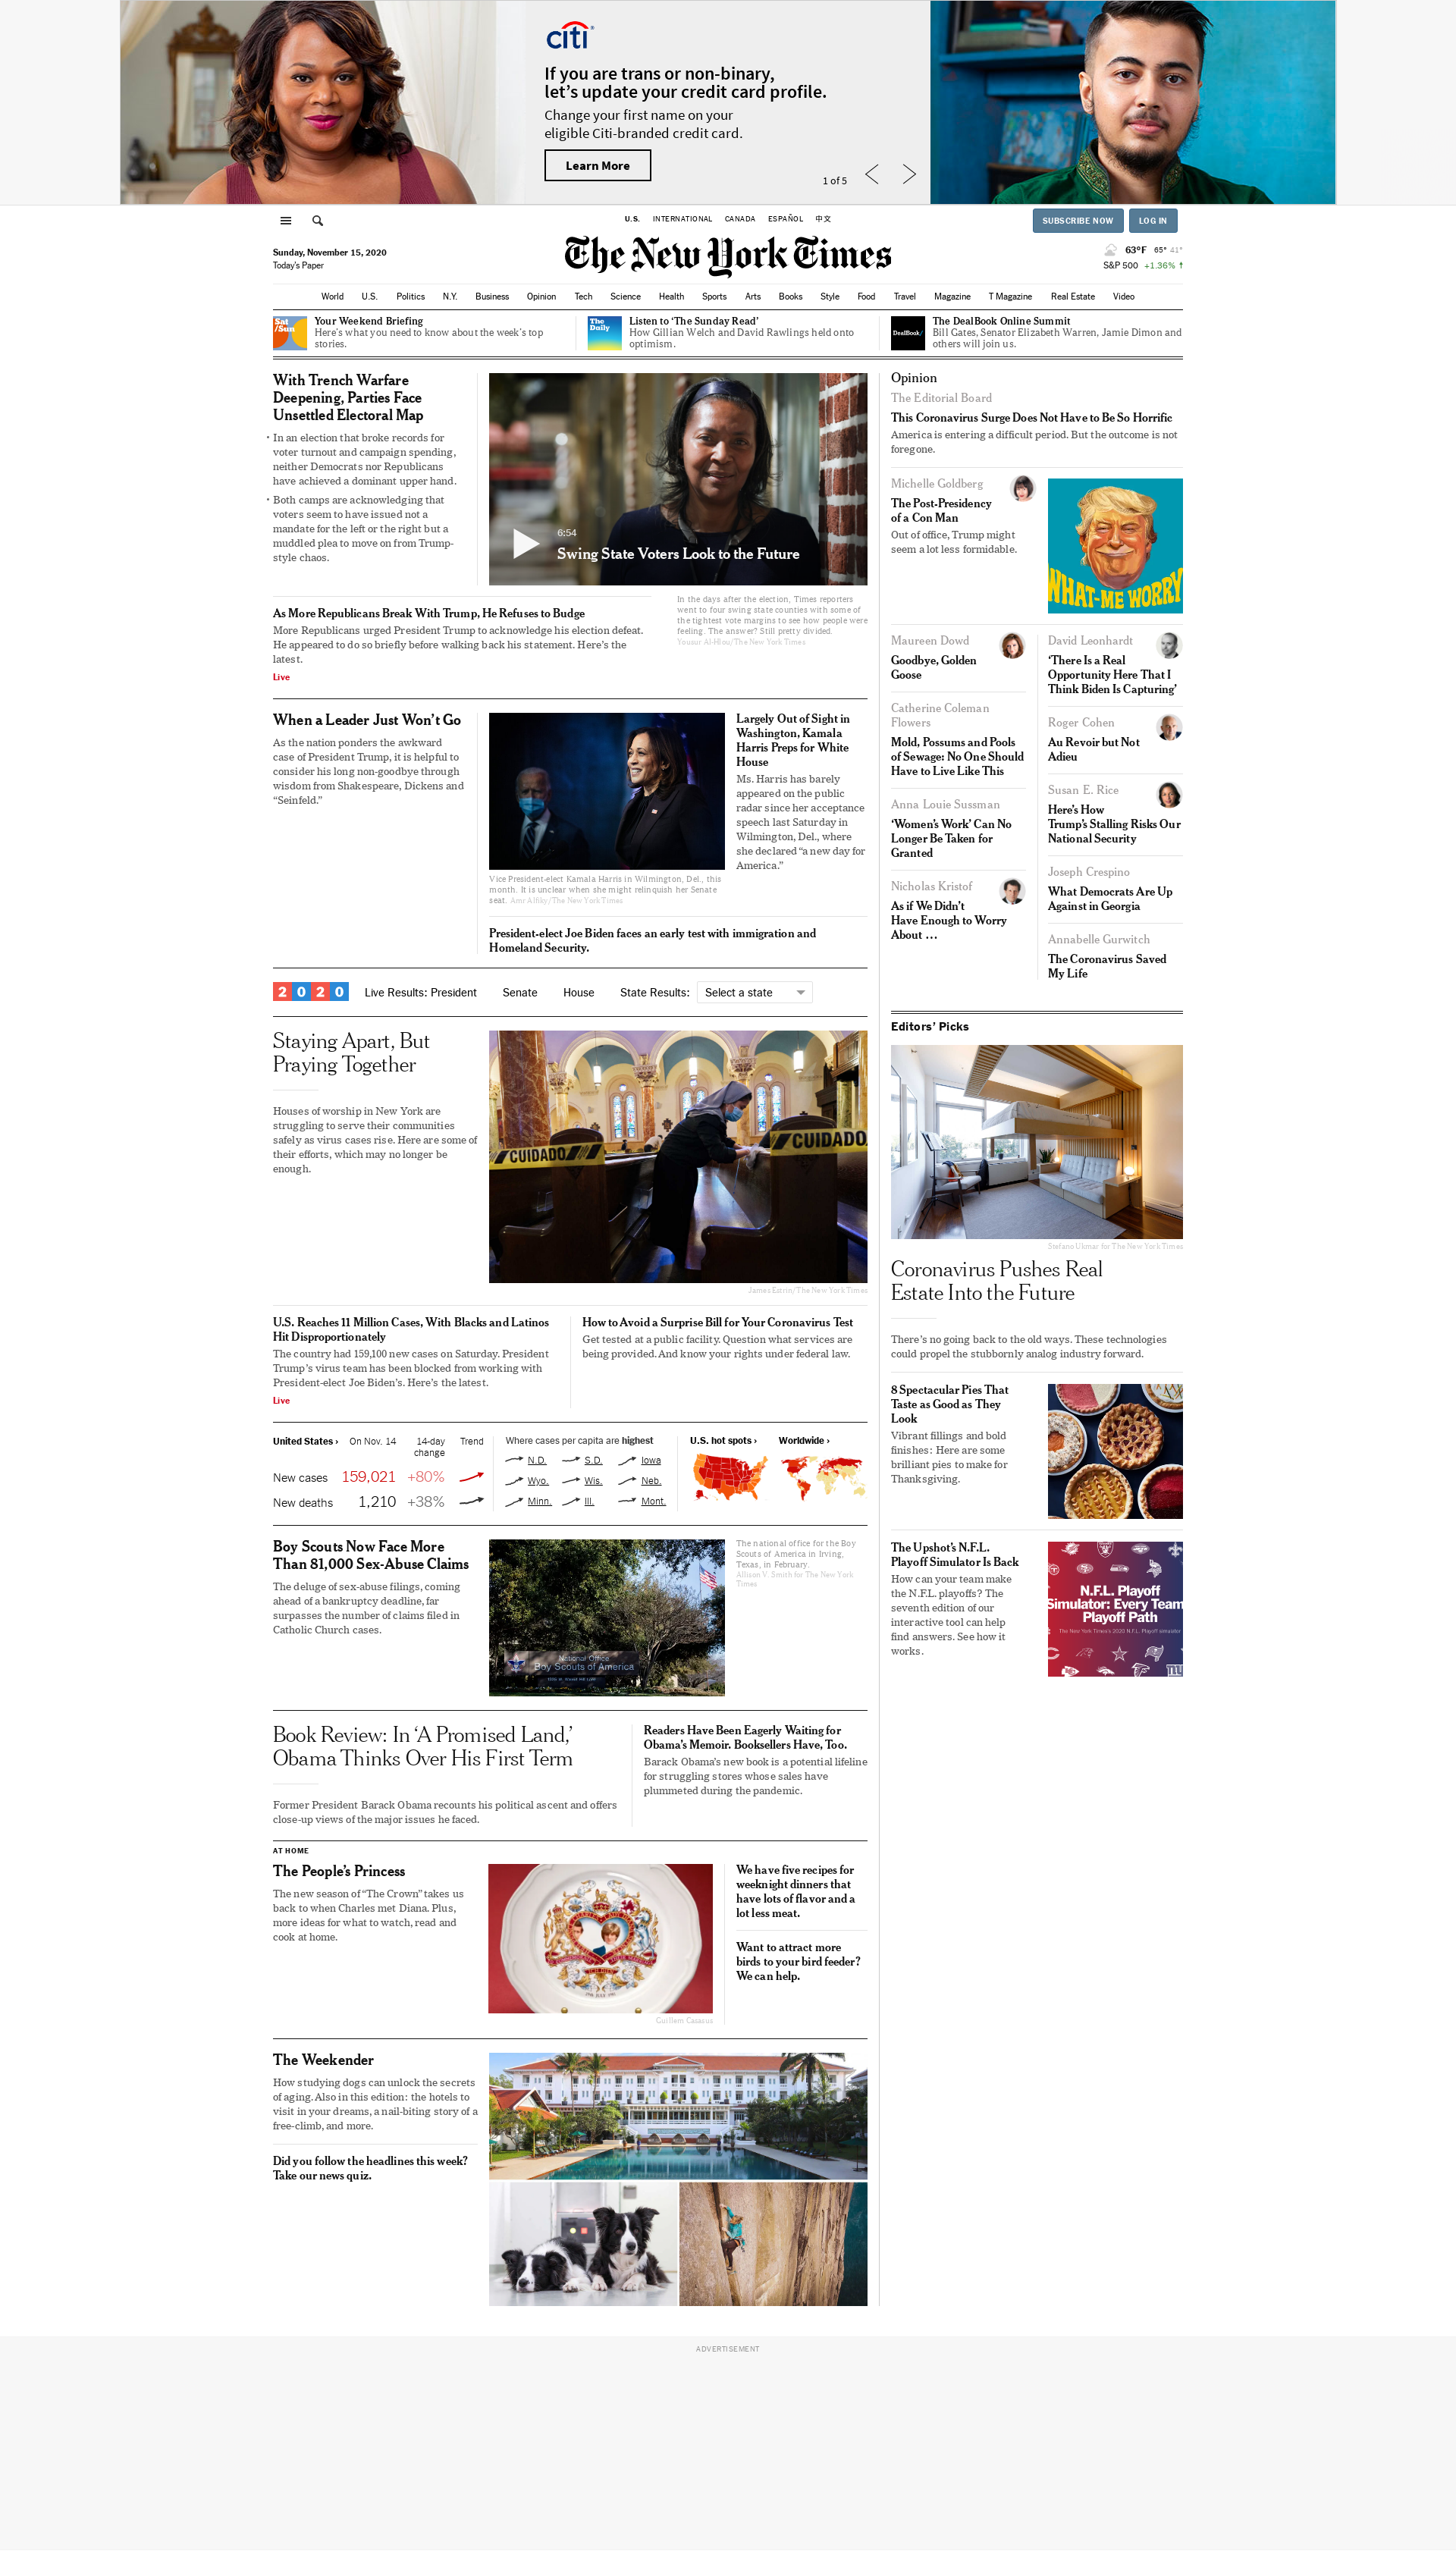 citi
If you are trans or non-binary,
let's update your credit card profile.
Change your first name on your
eligible Citi-branded credit card.
Learn More
1 of 5
U.S. INTERNATIONAL CANADA ESPAÑOL 中文
SUBSCRIBE NOW LOG IN
Sunday, November 15, 2020
Today's Paper
The New York Times
63°F 65° 41°
S&P 500 +1.36%
World U.S. Politics N.Y. Business Opinion Tech Science Health Sports Arts Books Style Food Travel Magazine T Magazine Real Estate Video
Sat
/Sun
Your Weekend Briefing
Here's what you need to know about the week's top
stories.
The
Daily
Listen to 'The Sunday Read'
How Gillian Welch and David Rawlings held onto
optimism.
DealBook/
The DealBook Online Summit
Bill Gates, Senator Elizabeth Warren, Jamie Dimon and
others will join us.
With Trench Warfare
Deepening, Parties Face
Unsettled Electoral Map
• In an election that broke records for
voter turnout and campaign spending,
neither Democrats nor Republicans
have achieved a dominant upper hand.
• Both camps are acknowledging that
voters seem to have issued not a
mandate for the left or the right but a
muddled plea to move on from Trump-
style chaos.
6:54
Swing State Voters Look to the Future
In the days after the election, Times reporters
went to four swing state counties with some of
the tightest vote margins to see how people were
feeling. The answer? Still pretty divided.
Yousur Al-Hlou/The New York Times
As More Republicans Break With Trump, He Refuses to Budge
More Republicans urged President Trump to acknowledge his election defeat.
He appeared to do so briefly before walking back his statement. Here's the
latest.
Live
When a Leader Just Won't Go
As the nation ponders the awkward
case of President Trump, it is helpful to
consider his long non-goodbye through
wisdom from Shakespeare, Dickens and
"Seinfeld."
Vice President-elect Kamala Harris in Wilmington, Del., this
month. It is unclear when she might relinquish her Senate
seat. Amr Alfiky/The New York Times
Largely Out of Sight in
Washington, Kamala
Harris Preps for White
House
Ms. Harris has barely
appeared on the public
radar since her acceptance
speech last Saturday in
Wilmington, Del., where
she declared "a new day for
America."
President-elect Joe Biden faces an early test with immigration and
Homeland Security.
2020 Live Results: President Senate House State Results: Select a state
Staying Apart, But
Praying Together
Houses of worship in New York are
struggling to serve their communities
safely as virus cases rise. Here are some of
their efforts, which may no longer be
enough.
CUIDADO
CUIDADO
James Estrin/The New York Times
U.S. Reaches 11 Million Cases, With Blacks and Latinos
Hit Disproportionately
The country had 159,100 new cases on Saturday. President
Trump's virus team has been blocked from working with
President-elect Joe Biden's. Here's the latest.
Live
How to Avoid a Surprise Bill for Your Coronavirus Test
Get tested at a public facility. Question what services are
being provided. And know your rights under federal law.
United States › On Nov. 14 14-day
change Trend
New cases 159,021 +80%
New deaths 1,210 +38%
Where cases per capita are highest
N.D. S.D. Iowa
Wyo. Wis. Neb.
Minn. Ill. Mont.
U.S. hot spots › Worldwide ›
Boy Scouts Now Face More
Than 81,000 Sex-Abuse Claims
The deluge of sex-abuse filings, coming
ahead of a bankruptcy deadline, far
surpasses the number of claims filed in
Catholic Church cases.
National Office
Boy Scouts of America
The national office for the Boy
Scouts of America in Irving,
Texas, in February.
Allison V. Smith for The New York
Times
Book Review: In 'A Promised Land,'
Obama Thinks Over His First Term
Former President Barack Obama recounts his political ascent and offers
close-up views of the major issues he faced.
Readers Have Been Eagerly Waiting for
Obama's Memoir. Booksellers Have, Too.
Barack Obama's new book is a potential lifeline
for struggling stores whose sales have
plummeted during the pandemic.
AT HOME
The People's Princess
The new season of "The Crown" takes us
back to when Charles met Diana. Plus,
more ideas for what to watch, read and
cook at home.
Guillem Casasus
We have five recipes for
weeknight dinners that
have lots of flavor and a
lot less meat.
Want to attract more
birds to your bird feeder?
We can help.
The Weekender
How studying dogs can unlock the secrets
of aging. Also in this edition: the hotels to
visit in your dreams, a nail-biting story of a
free-climb, and more.
Did you follow the headlines this week?
Take our news quiz.
Opinion
The Editorial Board
This Coronavirus Surge Does Not Have to Be So Horrific
America is entering a difficult period. But the outcome is not
foregone.
Michelle Goldberg
The Post-Presidency
of a Con Man
Out of office, Trump might
seem a lot less formidable.
WHAT-ME WORRY
Maureen Dowd
Goodbye, Golden
Goose
Catherine Coleman
Flowers
Mold, Possums and Pools
of Sewage: No One Should
Have to Live Like This
Anna Louie Sussman
'Women's Work' Can No
Longer Be Taken for
Granted
Nicholas Kristof
As if We Didn't
Have Enough to Worry
About …
David Leonhardt
'There Is a Real
Opportunity Here That I
Think Biden Is Capturing'
Roger Cohen
Au Revoir but Not
Adieu
Susan E. Rice
Here's How
Trump's Stalling Risks Our
National Security
Joseph Crespino
What Democrats Are Up
Against in Georgia
Annabelle Gurwitch
The Coronavirus Saved
My Life
Editors' Picks
Stefano Ukmar for The New York Times
Coronavirus Pushes Real
Estate Into the Future
There's no going back to the old ways. These technologies
could propel the stubbornly analog industry forward.
8 Spectacular Pies That
Taste as Good as They
Look
Vibrant fillings and bold
finishes: Here are some
brilliant pies to make for
Thanksgiving.
The Upshot's N.F.L.
Playoff Simulator Is Back
How can your team make
the N.F.L. playoffs? The
seventh edition of our
interactive tool can help
find answers. See how it
works.
N.F.L. Playoff
Simulator: Every Team
Playoff Path
The New York Times's 2020 N.F.L. Playoff simulator
ADVERTISEMENT